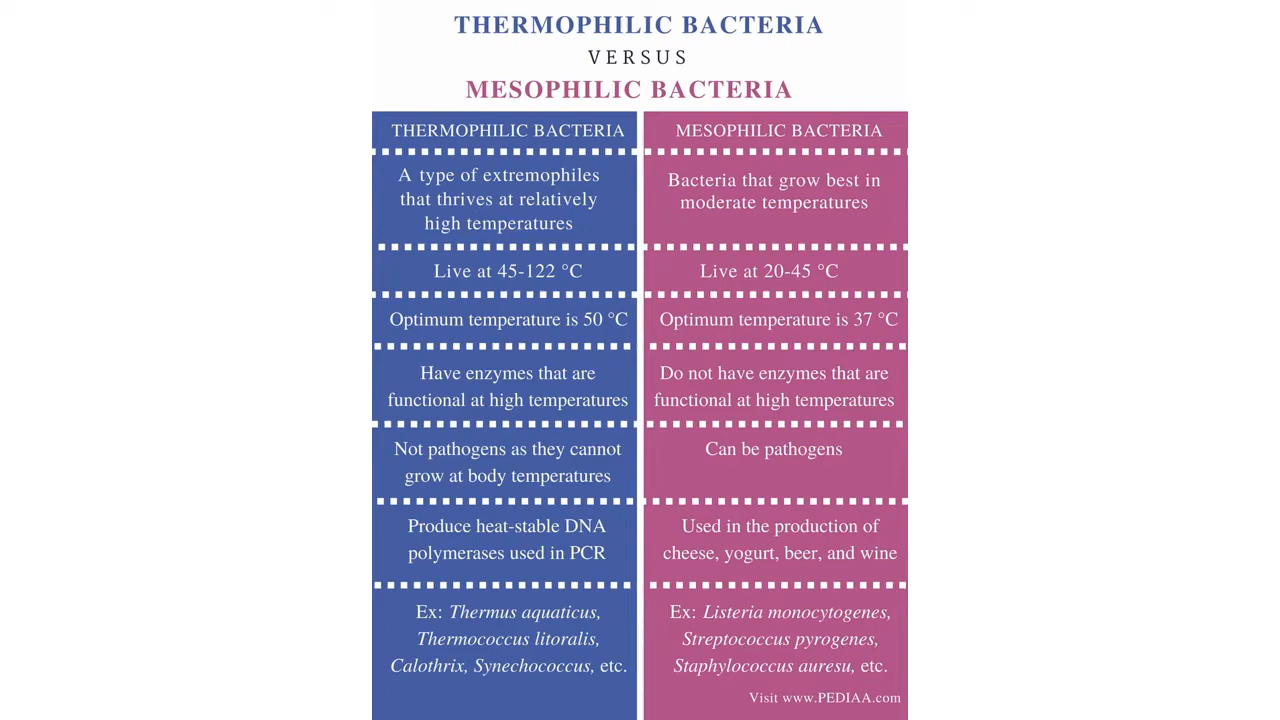 THERMOPHILIC BACTERIA
VERSUS
MESOPHILIC BACTERIA
THERMOPHILIC BACTERIA
A type of extremophiles
that thrives at relatively
high temperatures
Live at 45-122 °C
Optimum temperature is 50 °C
Have enzymes that are
functional at high temperatures
Not pathogens as they cannot
grow at body temperatures
Produce heat-stable DNA
polymerases used in PCR
Ex: Thermus aquaticus,
Thermococcus litoralis,
Calothrix, Synechococcus, etc.
MESOPHILIC BACTERIA
Bacteria that grow best in
moderate temperatures
Live at 20-45 °C
Optimum temperature is 37 °C
Do not have enzymes that are
functional at high temperatures
Can be pathogens
Used in the production of
cheese, yogurt, beer, and wine
Ex: Listeria monocytogenes,
Streptococcus pyrogenes,
Staphylococcus auresu, etc.
Visit www.PEDIAA.com